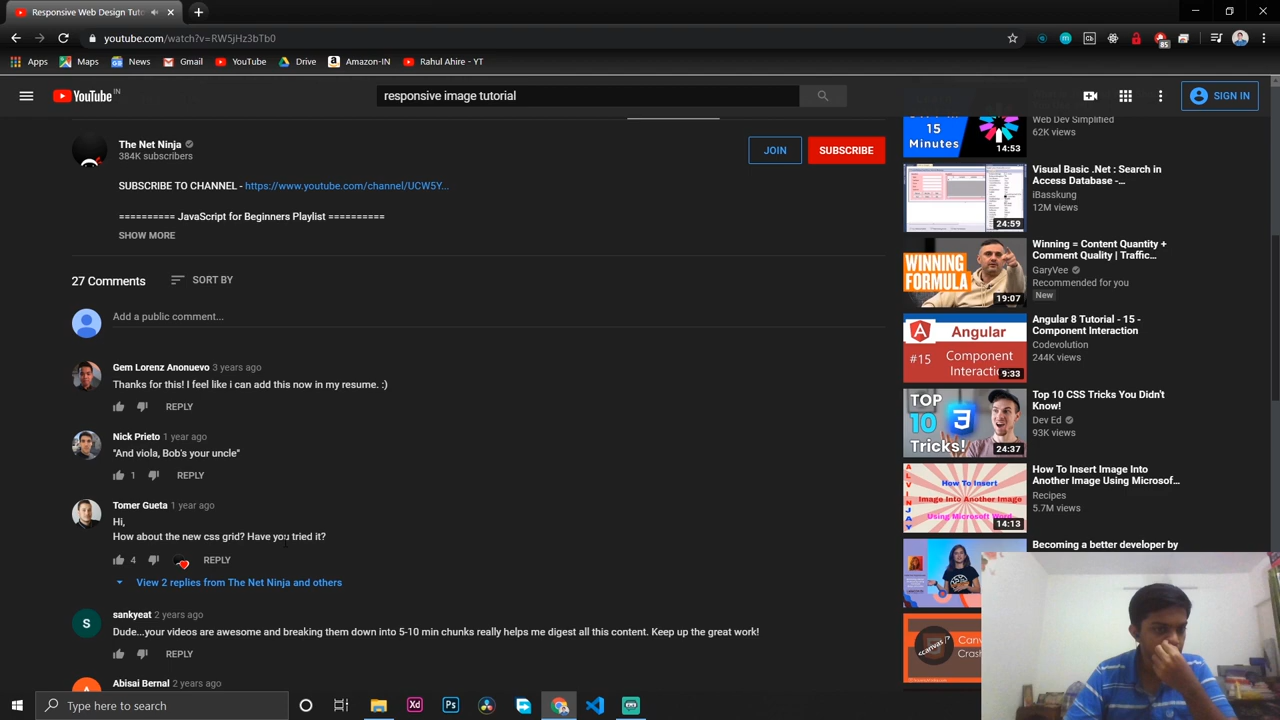 Responsive Web Design Tuto
youtube.com/watch?v=RW5jHz3bTb0
85
Apps
Maps
News
Gmail
YouTube
Drive
Amazon-IN
Rahul Ahire - YT
YouTube IN
responsive image tutorial
SIGN IN
The Net Ninja
384K subscribers
JOIN
SUBSCRIBE
SUBSCRIBE TO CHANNEL - https://www.youtube.com/channel/UCW5Y...
========= JavaScript for Beginners Playlist ==========
SHOW MORE
27 Comments
SORT BY
Add a public comment...
Gem Lorenz Anonuevo 3 years ago
Thanks for this! I feel like i can add this now in my resume. :)
REPLY
Nick Prieto 1 year ago
"And viola, Bob's your uncle"
1
REPLY
Tomer Gueta 1 year ago
Hi,
How about the new css grid? Have you tried it?
4
REPLY
View 2 replies from The Net Ninja and others
S
sankyeat 2 years ago
Dude...your videos are awesome and breaking them down into 5-10 min chunks really helps me digest all this content. Keep up the great work!
REPLY
Abisai Bernal 2 years ago
15
Minutes
14:53
Web Dev Simplified
62K views
24:59
Visual Basic .Net : Search in
Access Database -...
iBasskung
12M views
WINNING
FORMULA
19:07
Winning = Content Quantity +
Comment Quality | Traffic...
GaryVee
Recommended for you
New
Angular
#15
Component
Interaction
9:33
Angular 8 Tutorial - 15 -
Component Interaction
Codevolution
244K views
TOP
10
Tricks!
24:37
Top 10 CSS Tricks You Didn't
Know!
Dev Ed
93K views
ALVINJAY
How To Insert
Image Into Another Image
Using Microsoft Word
14:13
How To Insert Image Into
Another Image Using Microsof...
Recipes
5.7M views
Becoming a better developer by
<canvas />
Can
Cras
Type here to search
Xd
Ps